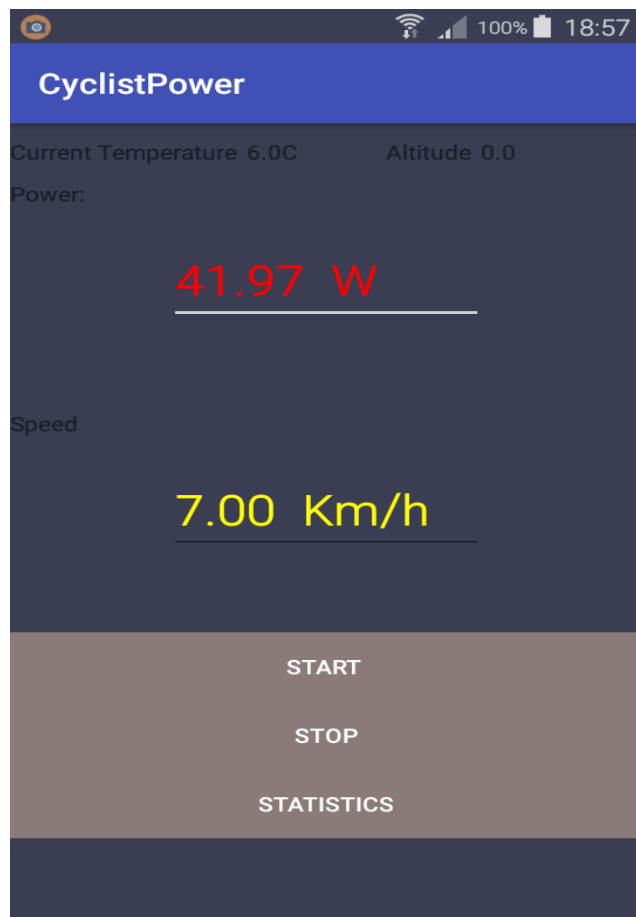 100% 18:57
CyclistPower
Current Temperature 6.0C Altitude 0.0
Power:
41.97 W
Speed
7.00 Km/h
START
STOP
STATISTICS